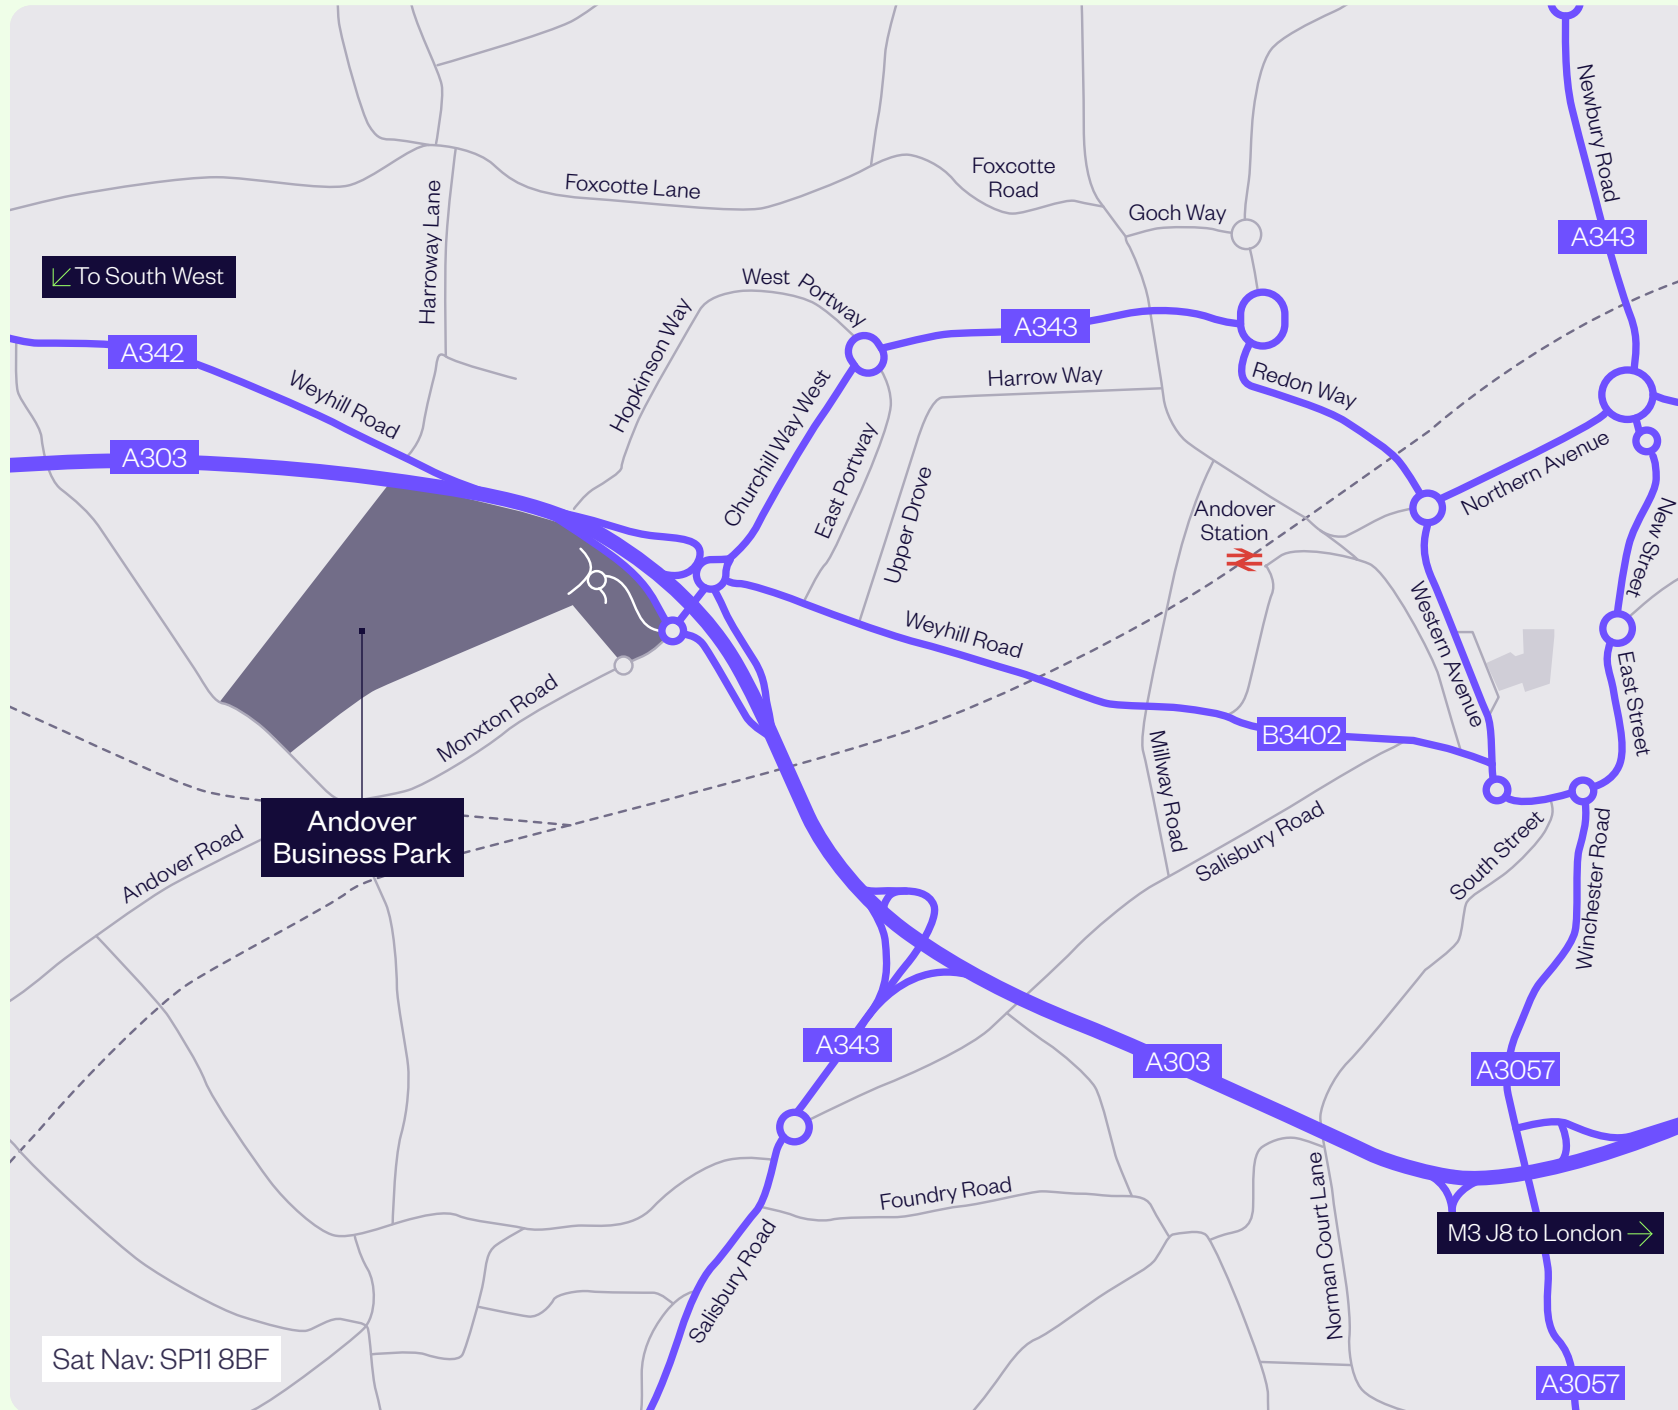 Newbury Road
Foxcotte
Road
Foxcotte Lane
Harroway Lane
Goch Way
A343
To South West
West Portway
Hopkinson Way
A343
A342
Weyhill Road
Churchill Way West
Harrow Way
Redon Way
A303
East Portway
Upper Drove
Northern Avenue
New Street
Andover
Station
Weyhill Road
Western Avenue
East Street
Monxton Road
B3402
Millway Road
Andover
Business Park
Andover Road
Salisbury Road
South Street
Winchester Road
A343
A303
A3057
Foundry Road
Norman Court Lane
Salisbury Road
M3 J8 to London
Sat Nav: SP11 8BF
A3057